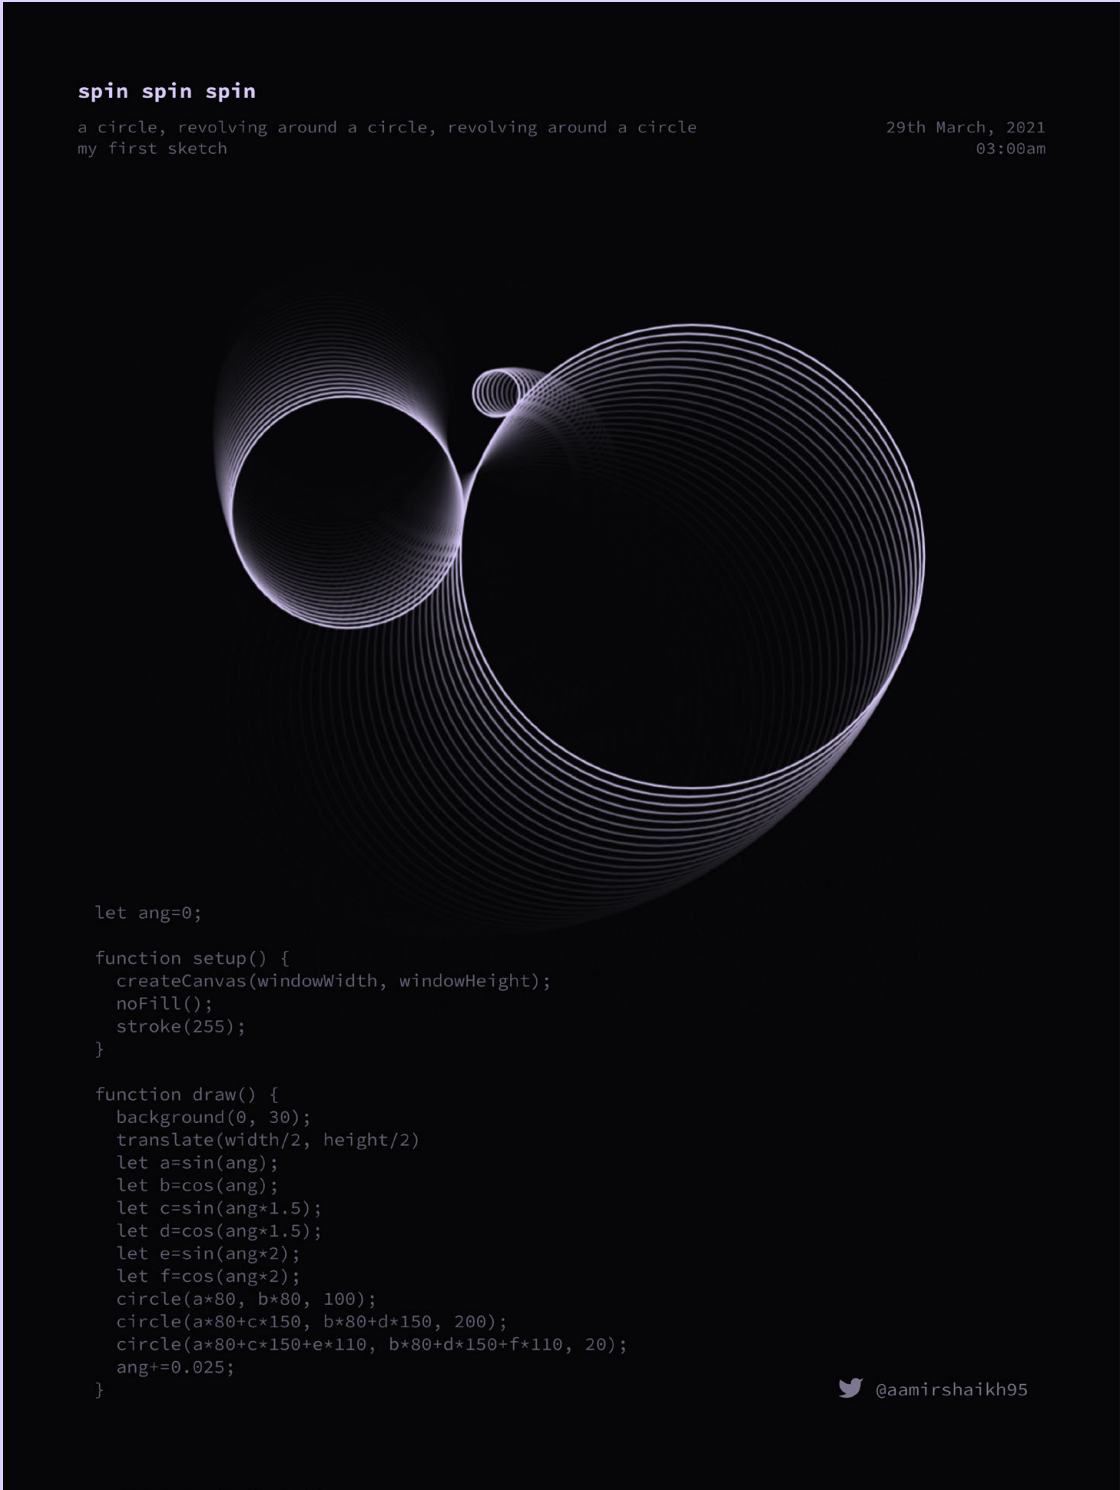 spin spin spin
a circle, revolving around a circle, revolving around a circle
my first sketch
29th March, 2021
03:00am
let ang=0;
function setup() {
createCanvas(windowWidth, windowHeight);
noFill();
stroke(255);
}
function draw() {
background(0, 30);
translate(width/2, height/2)
let a=sin(ang);
let b=cos(ang);
let c=sin(ang*1.5);
let d=cos(ang*1.5);
let e=sin(ang*2);
let f=cos(ang*2);
circle(a*80, b*80, 100);
circle(a*80+c*150, b*80+d*150, 200);
circle(a*80+c*150+e*110, b*80+d*150+f*110, 20);
ang+=0.025;
}
@aamirshaikh95